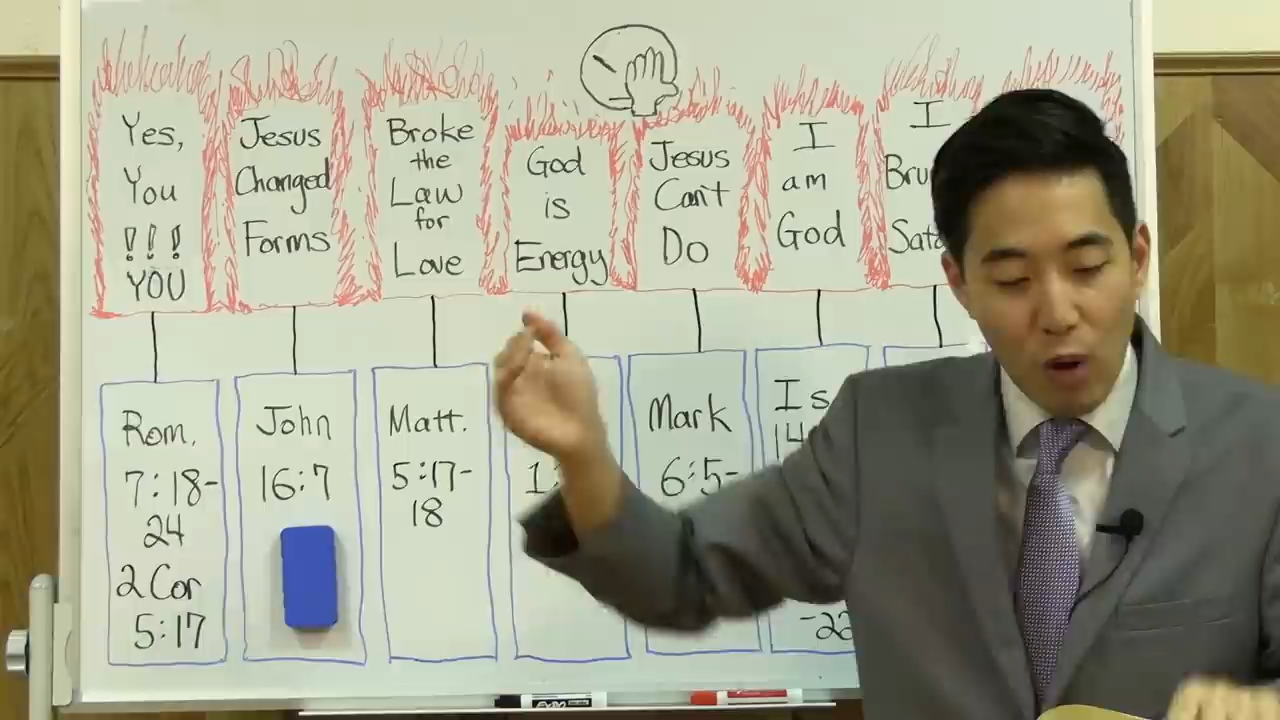 Yes,
You
!!!
YOU
Jesus
Changed
Forms
Broke
the
Law
for
Love
God
is
Energy
Jesus
Can't
Do
I
am
God
I
Rom.
7:18-
24
2 Cor
5:17
John
16:7
Matt.
5:17-
18
Mark
6:5-
-22
EXPO